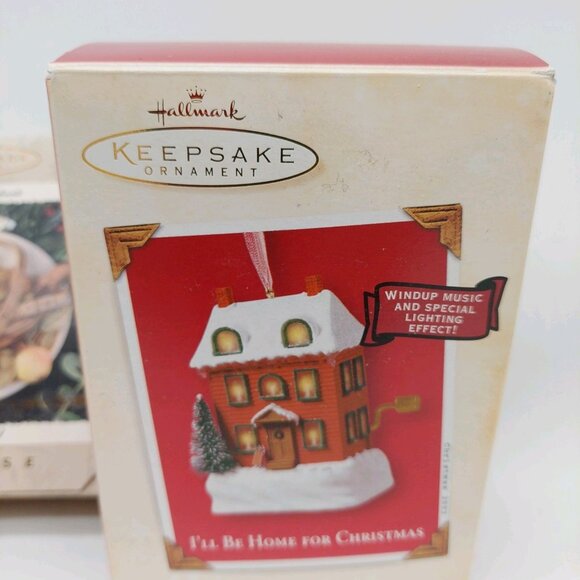 Hallmark
KEEPSAKE
ORNAMENT
WINDUP MUSIC
AND SPECIAL
LIGHTING
EFFECT!
I'LL BE HOME FOR CHRISTMAS